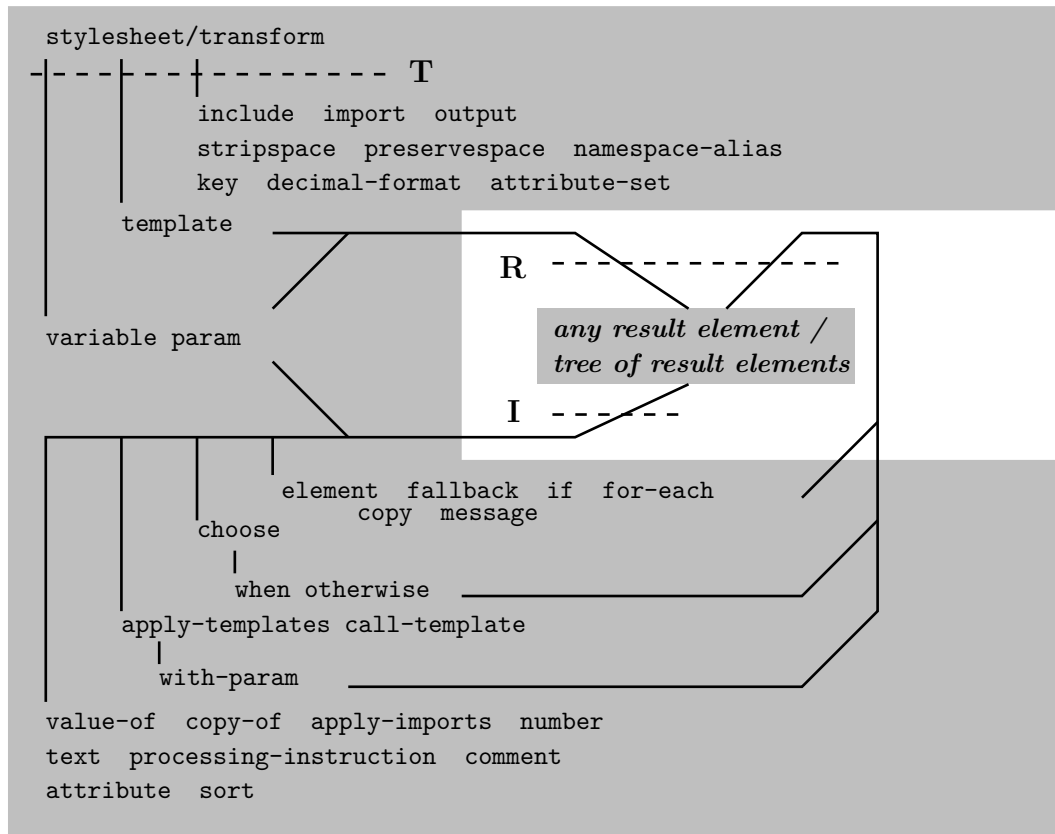 stylesheet/transform
T
include import output
stripspace preservespace namespace-alias
key decimal-format attribute-set
template
R
variable param
any result element /
tree of result elements
I
element fallback if for-each
copy message
choose
when otherwise
apply-templates call-template
with-param
value-of copy-of apply-imports number
text processing-instruction comment
attribute sort